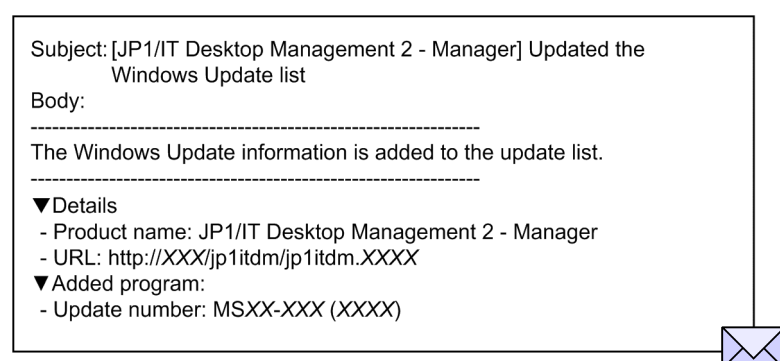 Subject: [JP1/IT Desktop Management 2 - Manager] Updated the
Windows Update list
Body:
----------------------------------------------------------------
The Windows Update information is added to the update list.
----------------------------------------------------------------
▼Details
- Product name: JP1/IT Desktop Management 2 - Manager
- URL: http://XXX/jp1itdm/jp1itdm.XXXX
▼Added program:
- Update number: MSXX-XXX (XXXX)